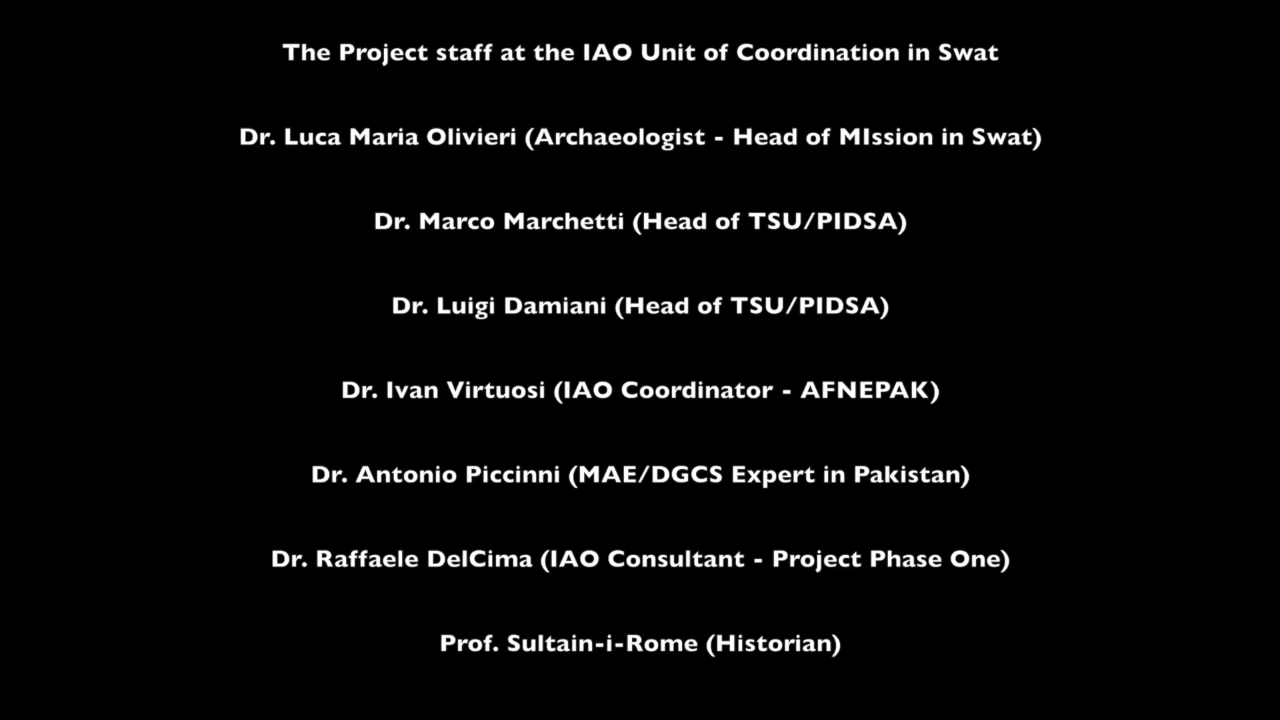 The Project staff at the IAO Unit of Coordination in Swat
Dr. Luca Maria Olivieri (Archaeologist - Head of MIssion in Swat)
Dr. Marco Marchetti (Head of TSU/PIDSA)
Dr. Luigi Damiani (Head of TSU/PIDSA)
Dr. Ivan Virtuosi (IAO Coordinator - AFNEPAK)
Dr. Antonio Piccinni (MAE/DGCS Expert in Pakistan)
Dr. Raffaele DelCima (IAO Consultant - Project Phase One)
Prof. Sultain-i-Rome (Historian)